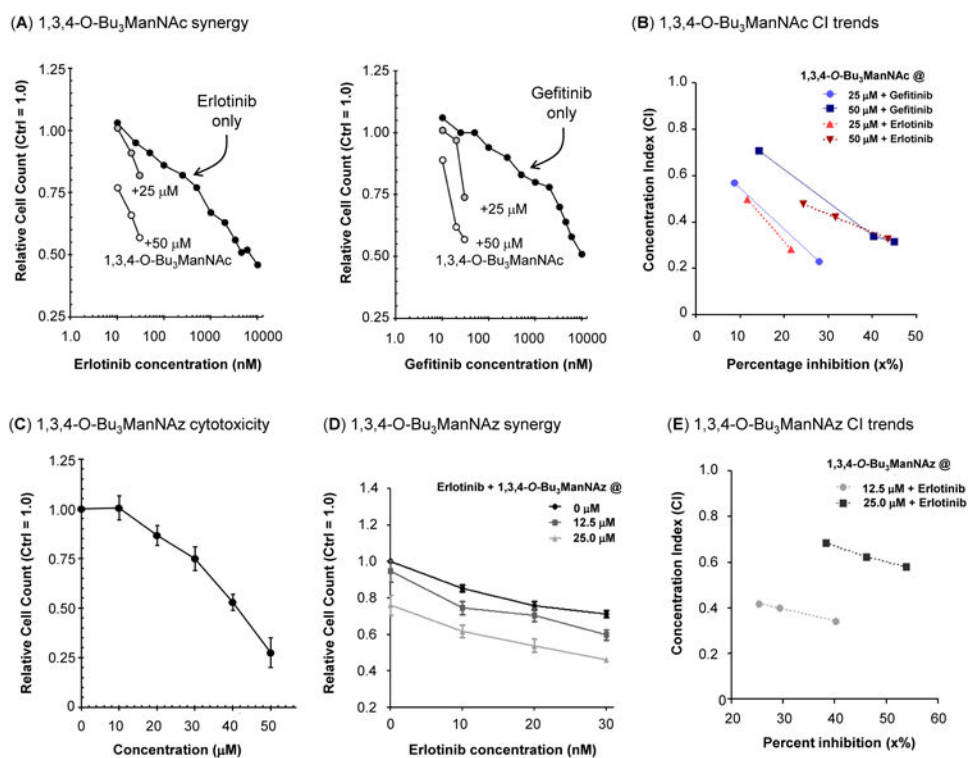 (A) 1,3,4-O-Bu₃ManNAc synergy
Relative Cell Count (Ctrl = 1.0)
1.25
1.00
0.75
0.50
0.25
Erlotinib
only
+25 μM
+50 μM
1,3,4-O-Bu₃ManNAc
1.0 10 100 1000 10000
Erlotinib concentration (nM)
Relative Cell Count (Ctrl = 1.0)
1.25
1.00
0.75
0.50
0.25
Gefitinib
only
+25 μM
+50 μM
1,3,4-O-Bu₃ManNAc
1.0 10 100 1000 10000
Gefitinib concentration (nM)
(B) 1,3,4-O-Bu₃ManNAc CI trends
Concentration Index (CI)
1.0
0.8
0.6
0.4
0.2
0
1,3,4-O-Bu₃ManNAc @
25 μM + Gefitinib
50 μM + Gefitinib
25 μM + Erlotinib
50 μM + Erlotinib
0 10 20 30 40 50
Percentage inhibition (x%)
(C) 1,3,4-O-Bu₃ManNAz cytotoxicity
Relative Cell Count (Ctrl = 1.0)
1.25
1.00
0.75
0.50
0.25
0
0 10 20 30 40 50
Concentration (μM)
(D) 1,3,4-O-Bu₃ManNAz synergy
Relative Cell Count (Ctrl = 1.0)
1.4
1.2
1.0
0.8
0.6
0.4
0.2
Erlotinib + 1,3,4-O-Bu₃ManNAz @
0 μM
12.5 μM
25.0 μM
0 10 20 30
Erlotinib concentration (nM)
(E) 1,3,4-O-Bu₃ManNAz CI trends
Concentration Index (CI)
1.0
0.8
0.6
0.4
0.2
0
1,3,4-O-Bu₃ManNAz @
12.5 μM + Erlotinib
25.0 μM + Erlotinib
20 30 40 50 60
Percent inhibition (x%)